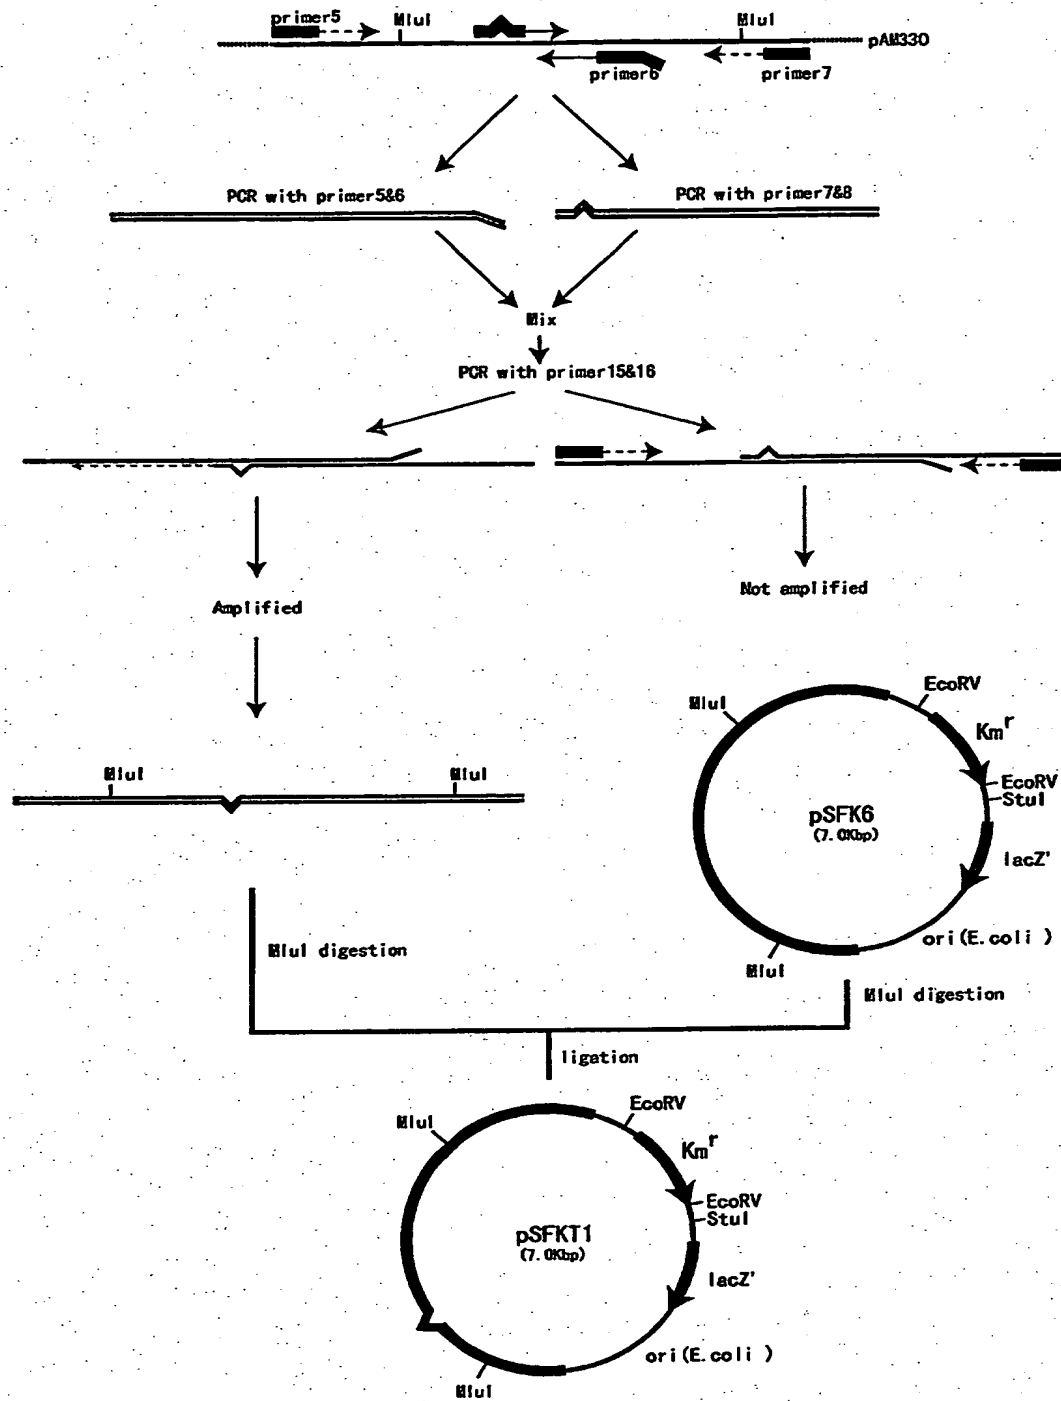 primer5
MluI
MluI
pAM330
primer6
primer7
PCR with primer5&6
PCR with primer7&8
Mix
PCR with primer15&16
Amplified
Not amplified
MluI
MluI
MluI
EcoRV
Kmr
EcoRV
StuI
pSFK6
(7.0Kbp)
lacZ'
ori(E.coli )
MluI
MluI digestion
MluI digestion
ligation
MluI
EcoRV
Kmr
EcoRV
StuI
pSFKT1
(7.0Kbp)
lacZ'
ori(E.coli )
MluI